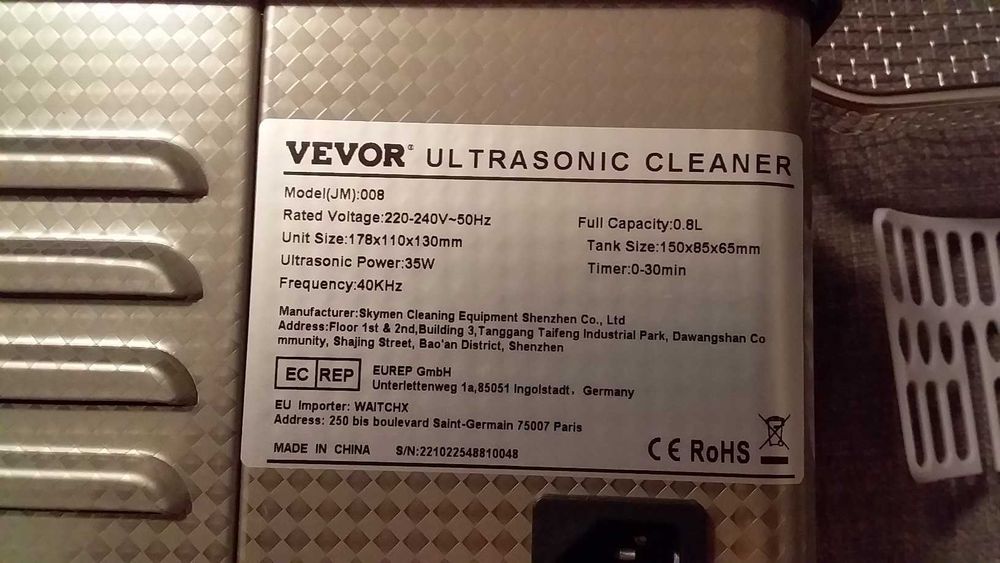 VEVOR® ULTRASONIC CLEANER
Model(JM):008
Rated Voltage:220-240V~50Hz
Unit Size:178x110x130mm
Ultrasonic Power:35W
Frequency:40KHz
Full Capacity:0.8L
Tank Size:150x85x65mm
Timer:0-30min
Manufacturer:Skymen Cleaning Equipment Shenzhen Co., Ltd
Address:Floor 1st & 2nd,Building 3,Tanggang Taifeng Industrial Park, Dawangshan Co
mmunity, Shajing Street, Bao'an District, Shenzhen
EC REP
EUREP GmbH
Unterlettenweg 1a,85051 Ingolstadt, Germany
EU Importer: WAITCHX
Address: 250 bis boulevard Saint-Germain 75007 Paris
MADE IN CHINA S/N:221022548810048
CE RoHS